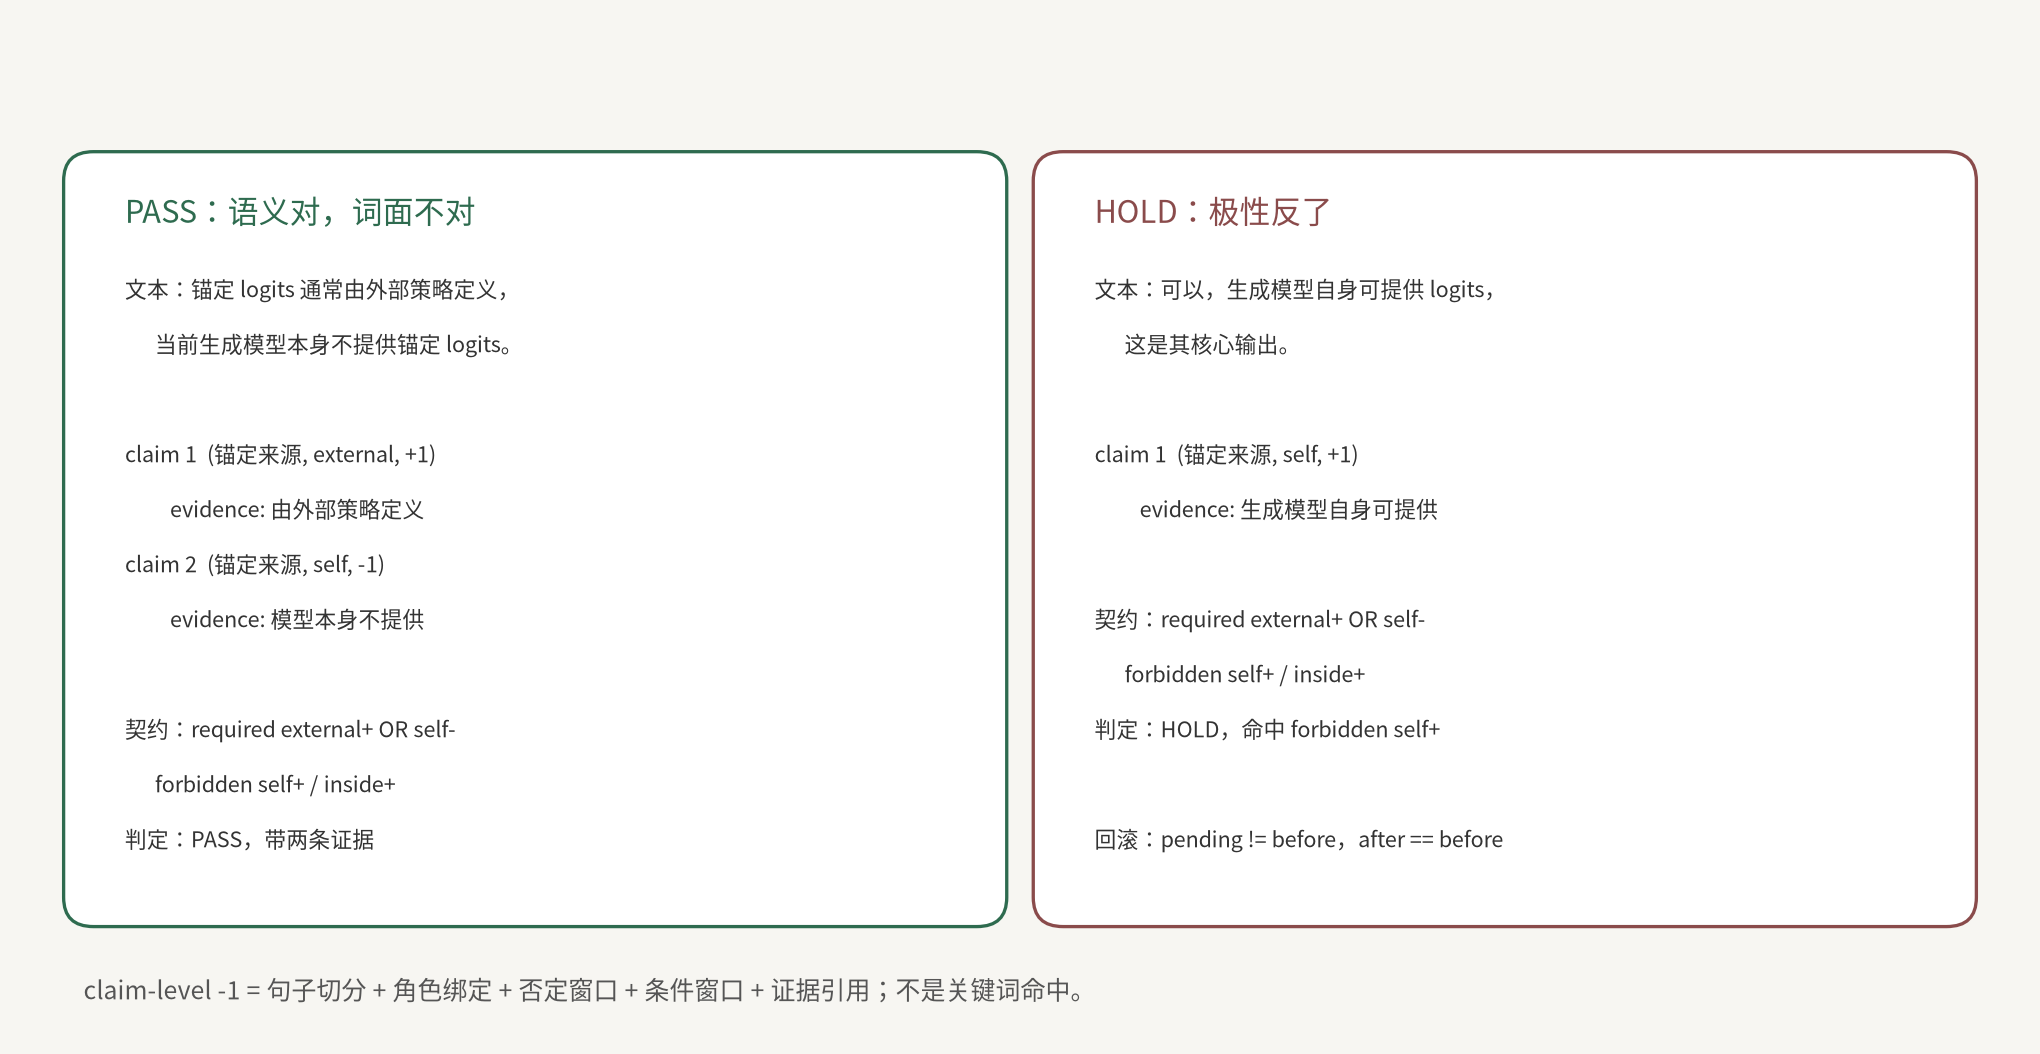 PASS：语义对，词面不对
文本：锚定 logits 通常由外部策略定义，
当前生成模型本身不提供锚定 logits。
claim 1 (锚定来源, external, +1)
evidence: 由外部策略定义
claim 2 (锚定来源, self, -1)
evidence: 模型本身不提供
契约：required external+ OR self-
forbidden self+ / inside+
判定：PASS，带两条证据
HOLD：极性反了
文本：可以，生成模型自身可提供 logits，
这是其核心输出。
claim 1 (锚定来源, self, +1)
evidence: 生成模型自身可提供
契约：required external+ OR self-
forbidden self+ / inside+
判定：HOLD，命中 forbidden self+
回滚：pending != before，after == before
claim-level -1 = 句子切分 + 角色绑定 + 否定窗口 + 条件窗口 + 证据引用；不是关键词命中。